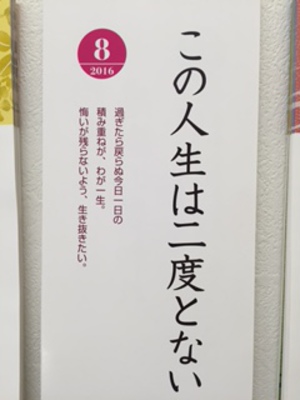 この人生は二度とない
8
2016
過ぎたら戻らぬ今日一日の
積み重ねが、わが一生。
悔いが残らないよう、生き抜きたい。